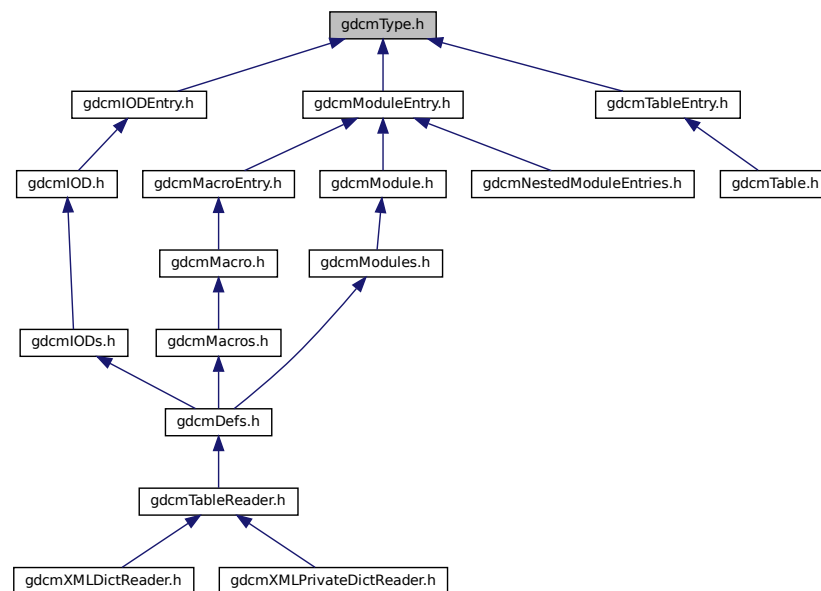 gdcmType.h
gdcmIODEntry.h
gdcmModuleEntry.h
gdcmTableEntry.h
gdcmIOD.h
gdcmMacroEntry.h
gdcmModule.h
gdcmNestedModuleEntries.h
gdcmTable.h
gdcmMacro.h
gdcmModules.h
gdcmIODs.h
gdcmMacros.h
gdcmDefs.h
gdcmTableReader.h
gdcmXMLDictReader.h
gdcmXMLPrivateDictReader.h